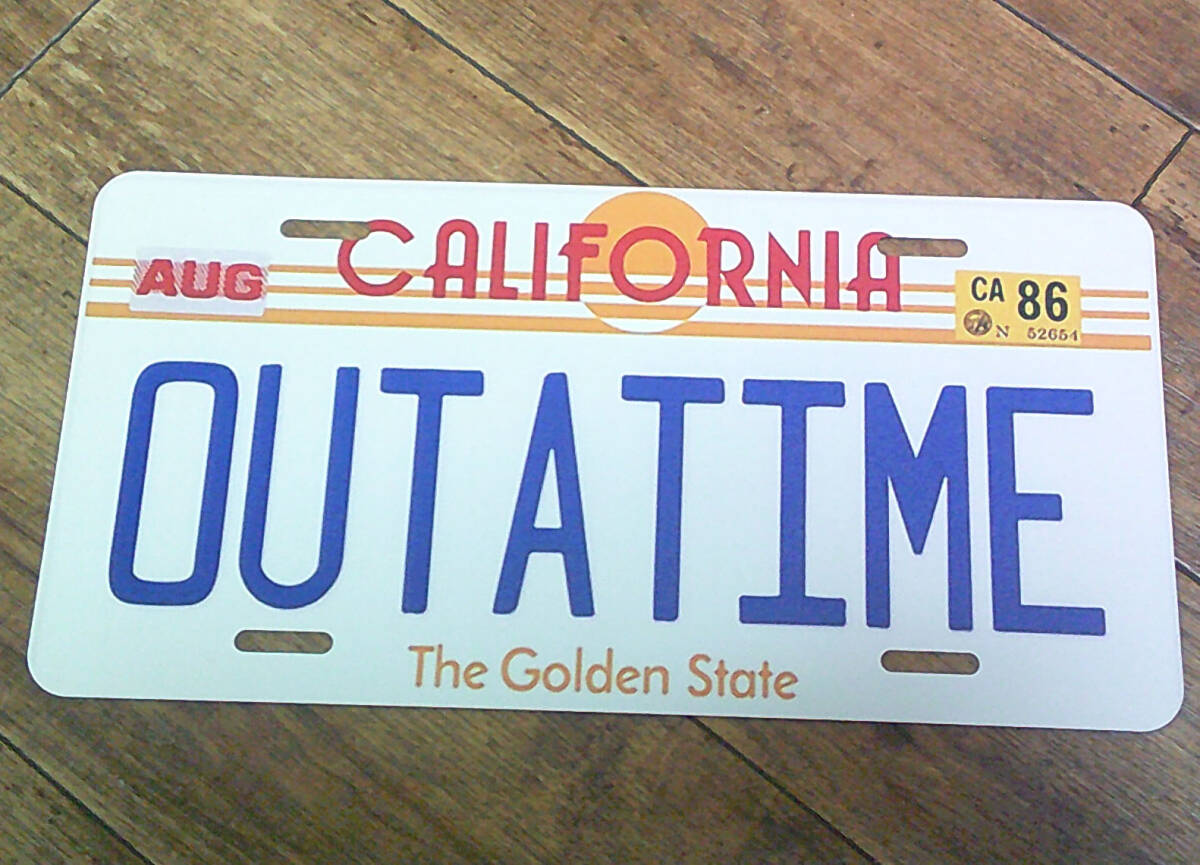 CALIFORNIA
AUG
CA 86
N 52654
OUTATIME
The Golden State